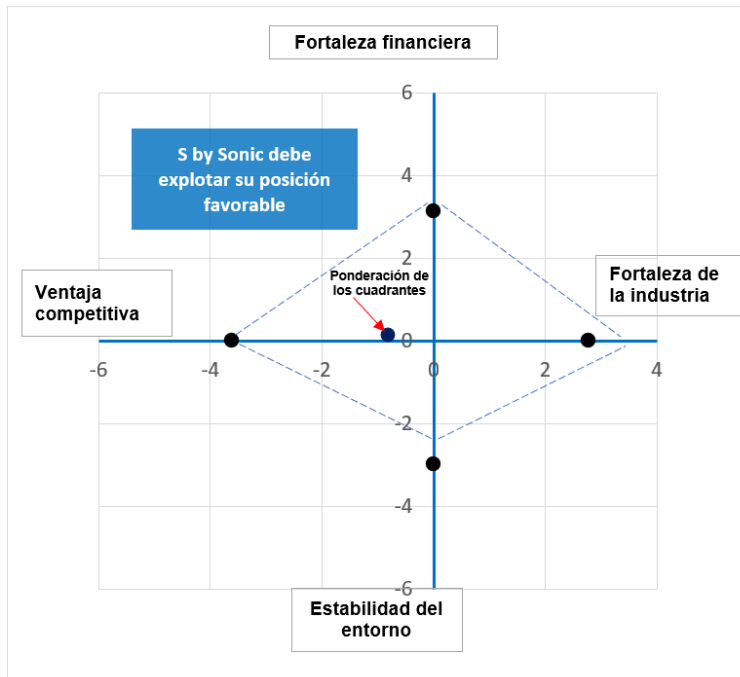 Fortaleza financiera
6
S by Sonic debe
explotar su posición
favorable
4
2
Ponderación de
los cuadrantes
Ventaja
competitiva
Fortaleza de
la industria
0
-6
-4
-2
0
2
4
-2
-4
-6
Estabilidad del
entorno